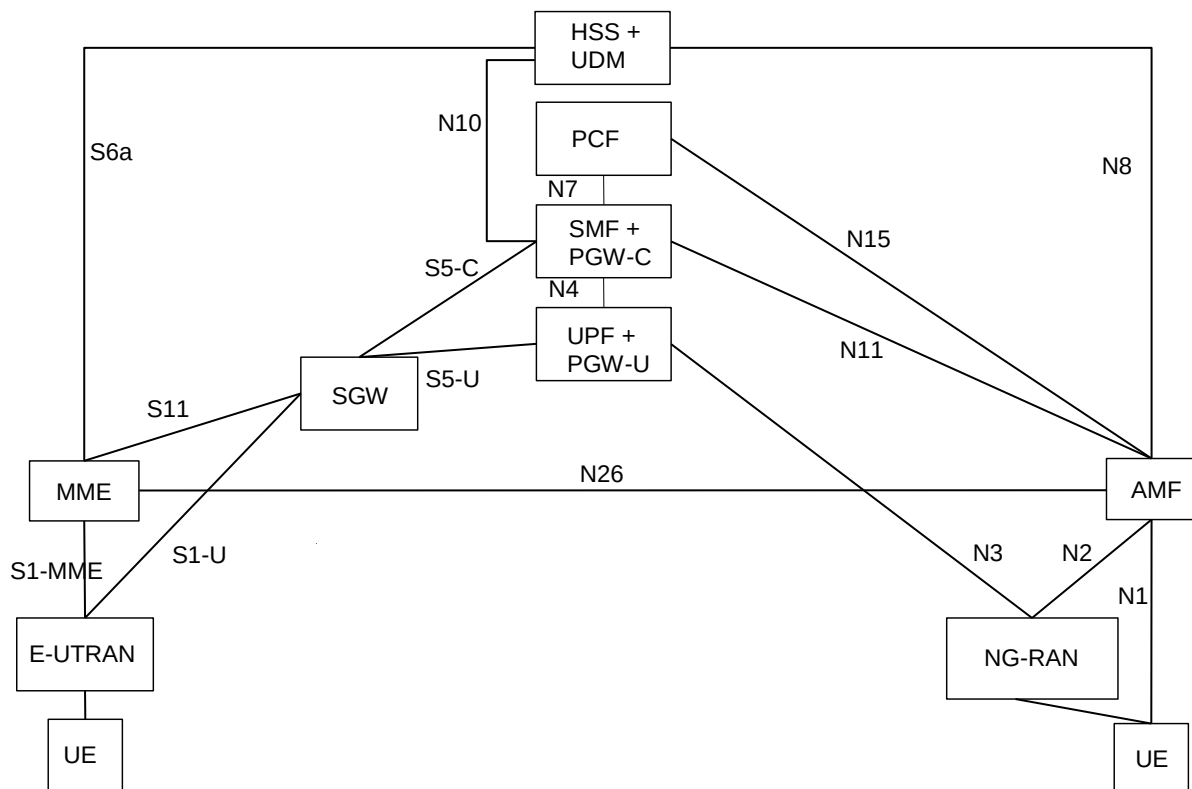 HSS +
UDM
N10
PCF
S6a
N8
N7
SMF +
PGW-C
N15
S5-C
N4
UPF +
PGW-U
N11
S5-U
SGW
S11
N26
MME
AMF
S1-U
N3
N2
S1-MME
N1
E-UTRAN
NG-RAN
UE
UE